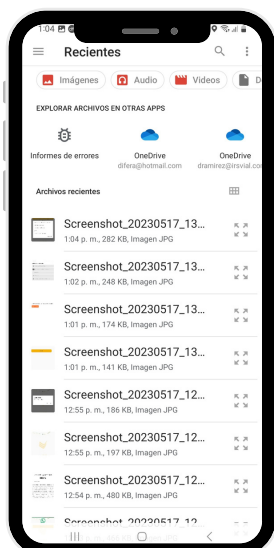 1:04
Recientes
Imágenes
Audio
Videos
D
EXPLORAR ARCHIVOS EN OTRAS APPS
Informes de errores
OneDrive
difera@hotmail.com
OneDrive
dramirez@irsvial.co
Archivos recientes
Screenshot_20230517_13...
1:04 p. m., 282 KB, Imagen JPG
Screenshot_20230517_13...
1:02 p. m., 248 KB, Imagen JPG
Screenshot_20230517_13...
1:01 p. m., 174 KB, Imagen JPG
Screenshot_20230517_13...
1:01 p. m., 141 KB, Imagen JPG
Screenshot_20230517_12...
12:55 p. m., 186 KB, Imagen JPG
Screenshot_20230517_12...
12:55 p. m., 197 KB, Imagen JPG
Screenshot_20230517_12...
12:54 p. m., 480 KB, Imagen JPG
Screenshot_20230517_12